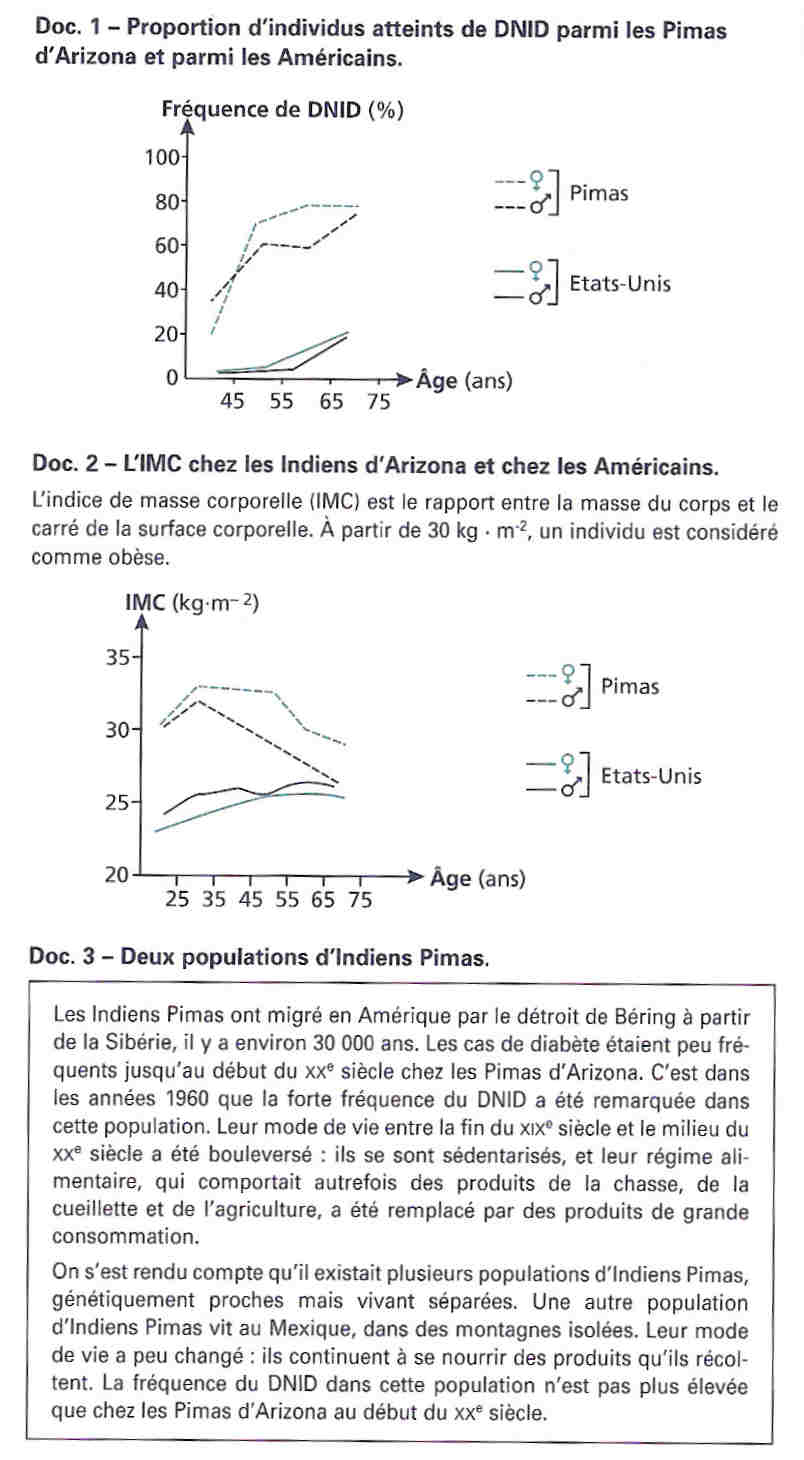 Doc. 1 – Proportion d'individus atteints de DNID parmi les Pimas
d'Arizona et parmi les Américains.
Fréquence de DNID (%)
100
80
60
40
20
0
45 55 65 75
Âge (ans)
♀
♂
Pimas
♀
♂
Etats-Unis
Doc. 2 – L'IMC chez les Indiens d'Arizona et chez les Américains.
L'indice de masse corporelle (IMC) est le rapport entre la masse du corps et le
carré de la surface corporelle. À partir de 30 kg · m⁻², un individu est considéré
comme obèse.
IMC (kg·m⁻²)
35
30
25
20
25 35 45 55 65 75
Âge (ans)
♀
♂
Pimas
♀
♂
Etats-Unis
Doc. 3 – Deux populations d'Indiens Pimas.
Les Indiens Pimas ont migré en Amérique par le détroit de Béring à partir
de la Sibérie, il y a environ 30 000 ans. Les cas de diabète étaient peu fré-
quents jusqu'au début du XXᵉ siècle chez les Pimas d'Arizona. C'est dans
les années 1960 que la forte fréquence du DNID a été remarquée dans
cette population. Leur mode de vie entre la fin du XIXᵉ siècle et le milieu du
XXᵉ siècle a été bouleversé : ils se sont sédentarisés, et leur régime ali-
mentaire, qui comportait autrefois des produits de la chasse, de la
cueillette et de l'agriculture, a été remplacé par des produits de grande
consommation.
On s'est rendu compte qu'il existait plusieurs populations d'Indiens Pimas,
génétiquement proches mais vivant séparées. Une autre population
d'Indiens Pimas vit au Mexique, dans des montagnes isolées. Leur mode
de vie a peu changé : ils continuent à se nourrir des produits qu'ils récol-
tent. La fréquence du DNID dans cette population n'est pas plus élevée
que chez les Pimas d'Arizona au début du XXᵉ siècle.